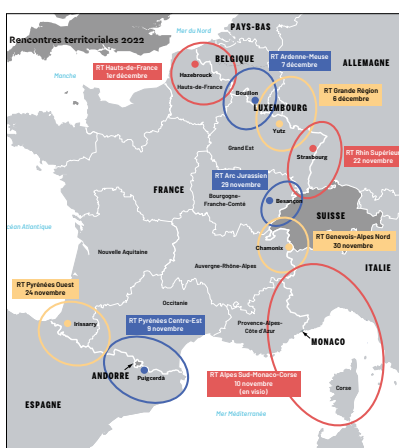 Rencontres territoriales 2022
Mer du Nord
PAYS-BAS
BELGIQUE
ALLEMAGNE
Manche
RT Hauts-de-France
1er décembre
Hazebrouck
Hauts-de-France
RT Ardenne-Meuse
7 décembre
Bouillon
LUXEMBOURG
RT Grande Région
6 décembre
Yutz
Grand Est
Strasbourg
RT Rhin Supérieur
22 novembre
RT Arc Jurassien
29 novembre
FRANCE
Bourgogne-
Franche-Comté
Besançon
SUISSE
Océan Atlantique
RT Genevois-Alpes Nord
30 novembre
Chamonix
Nouvelle Aquitaine
Auvergne-Rhône-Alpes
ITALIE
RT Pyrénées Ouest
24 novembre
Occitanie
Irissarry
RT Pyrénées Centre-Est
9 novembre
Provence-Alpes-
Côte d'Azur
MONACO
ANDORRE
Puigcerdà
RT Alpes Sud-Monaco-Corse
10 novembre
(en visio)
Corse
ESPAGNE
Mer Méditerranée